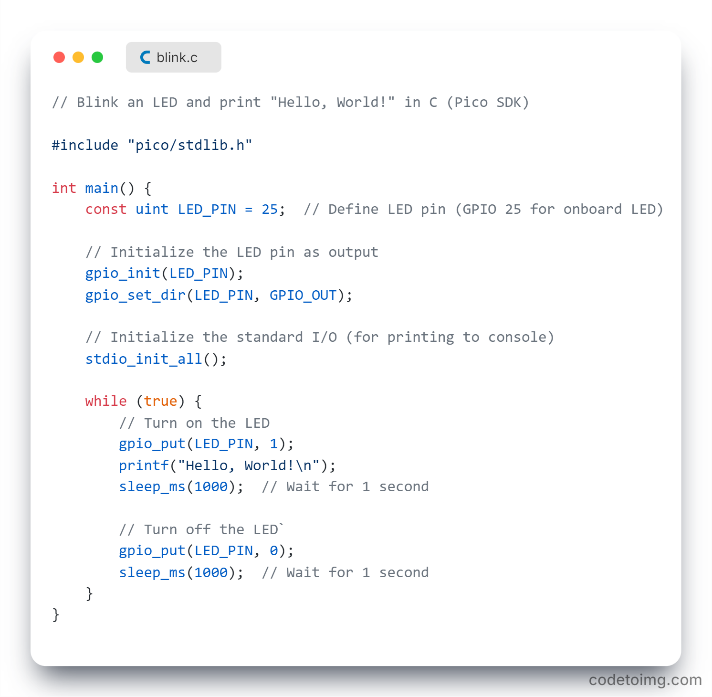 blink.c
// Blink an LED and print "Hello, World!" in C (Pico SDK)
#include "pico/stdlib.h"
int main() {
    const uint LED_PIN = 25;  // Define LED pin (GPIO 25 for onboard LED)
    // Initialize the LED pin as output
    gpio_init(LED_PIN);
    gpio_set_dir(LED_PIN, GPIO_OUT);
    // Initialize the standard I/O (for printing to console)
    stdio_init_all();
    while (true) {
        // Turn on the LED
        gpio_put(LED_PIN, 1);
        printf("Hello, World!\n");
        sleep_ms(1000);  // Wait for 1 second
        // Turn off the LED`
        gpio_put(LED_PIN, 0);
        sleep_ms(1000);  // Wait for 1 second
    }
}
codetoimg.com